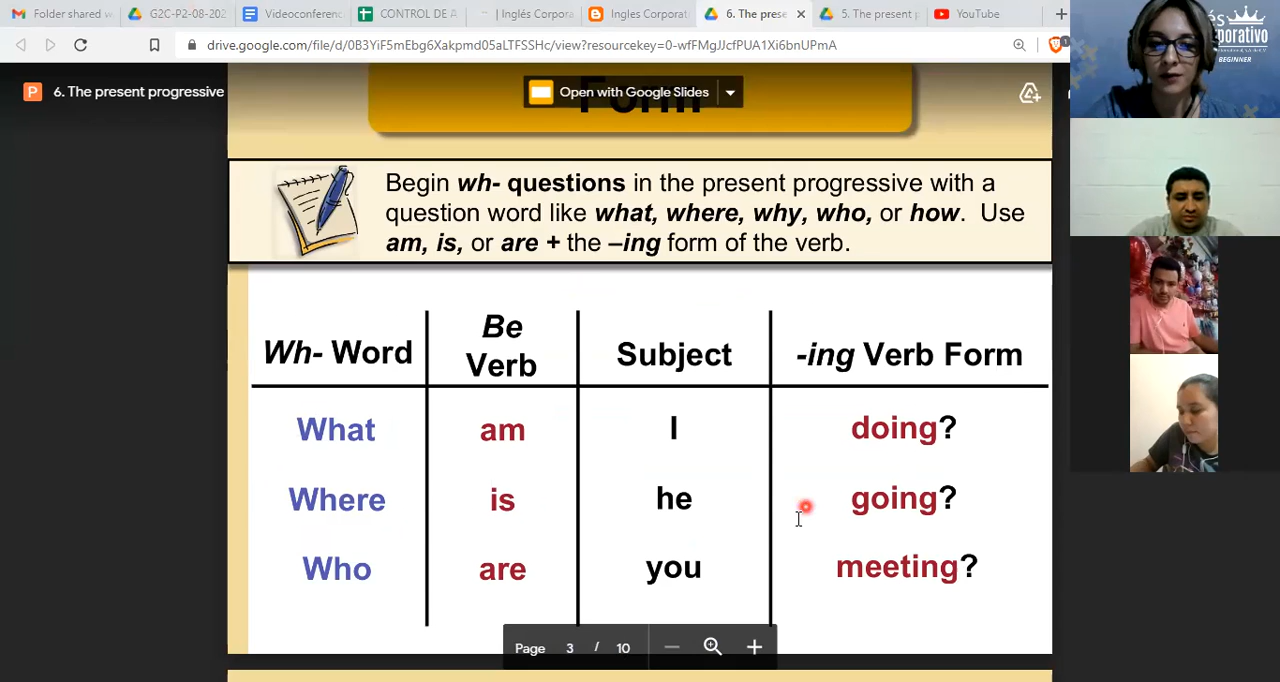 Folder shared w
G2C-P2-08-202
Videoconferenc
CONTROL DE A
| Inglés Corpora
Ingles Corporat
6. The prese
5. The present p
YouTube
drive.google.com/file/d/0B3YiF5mEbg6Xakpmd05aLTFSSHc/view?resourcekey=0-wfFMgJJcfPUA1Xi6bnUPmA
és
rporativo
BEGINNER
P 6. The present progressive
Open with Google Slides
Form
Begin wh- questions in the present progressive with a
question word like what, where, why, who, or how. Use
am, is, or are + the –ing form of the verb.
Wh- Word Be Verb Subject -ing Verb Form
What am I doing?
Where is he going?
Who are you meeting?
Page 3 / 10